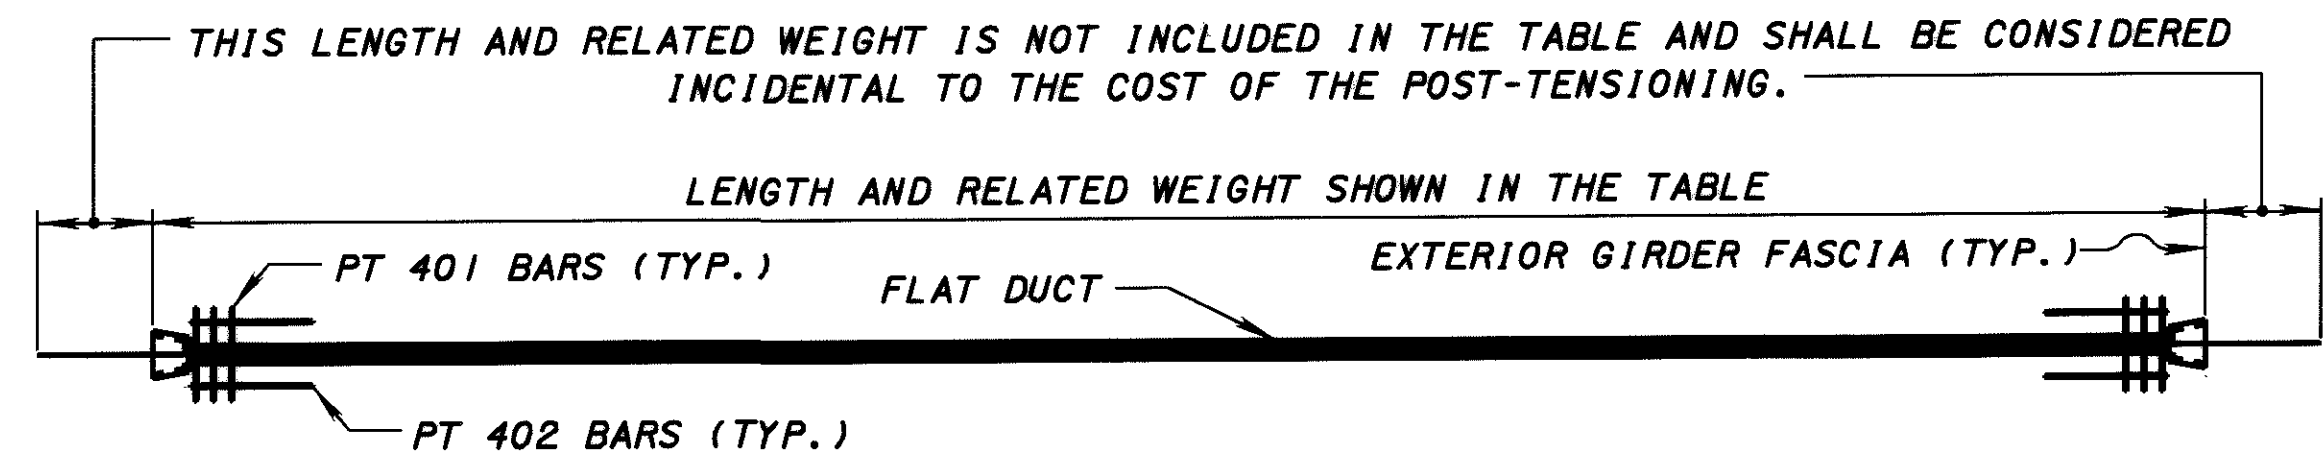 THIS LENGTH AND RELATED WEIGHT IS NOT INCLUDED IN THE TABLE AND SHALL BE CONSIDERED
INCIDENTAL TO THE COST OF THE POST-TENSIONING.
LENGTH AND RELATED WEIGHT SHOWN IN THE TABLE
EXTERIOR GIRDER FASCIA (TYP.)
PT 401 BARS (TYP.)
FLAT DUCT
PT 402 BARS (TYP.)